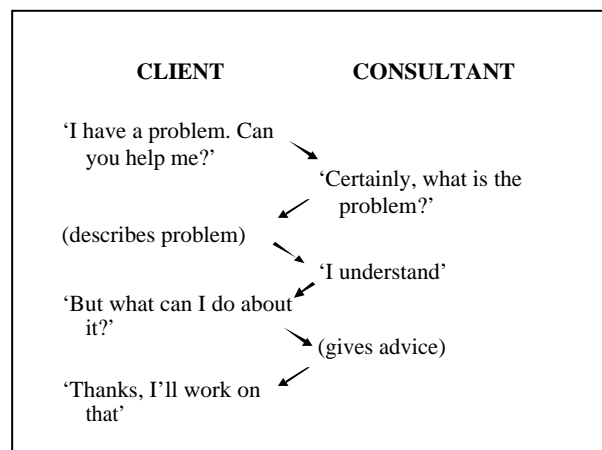 CLIENT CONSULTANT
‘I have a problem. Can
you help me?’
‘Certainly, what is the
problem?’
(describes problem)
‘I understand’
‘But what can I do about
it?’
(gives advice)
‘Thanks, I’ll work on
that’